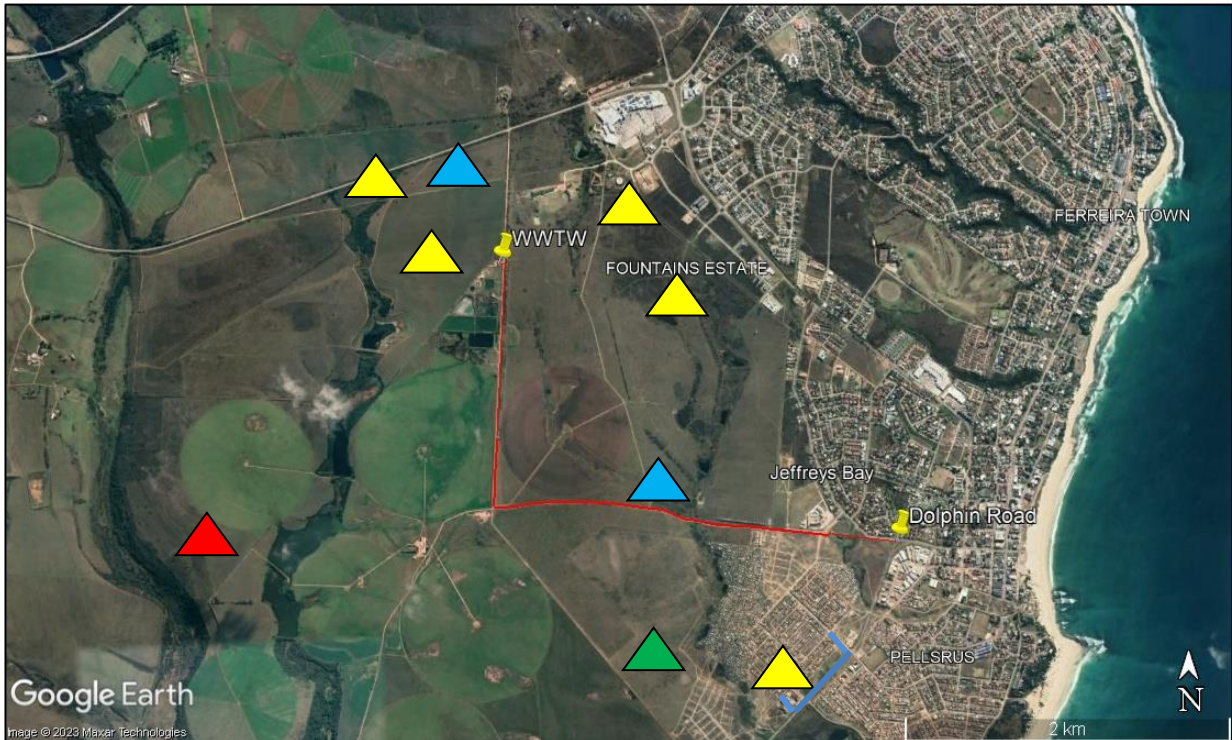 FERREIRA TOWN
WWTW
FOUNTAINS ESTATE
Jeffreys Bay
Dolphin Road
PELLSRUS
Google Earth
N
Image © 2023 Maxar Technologies
2 km